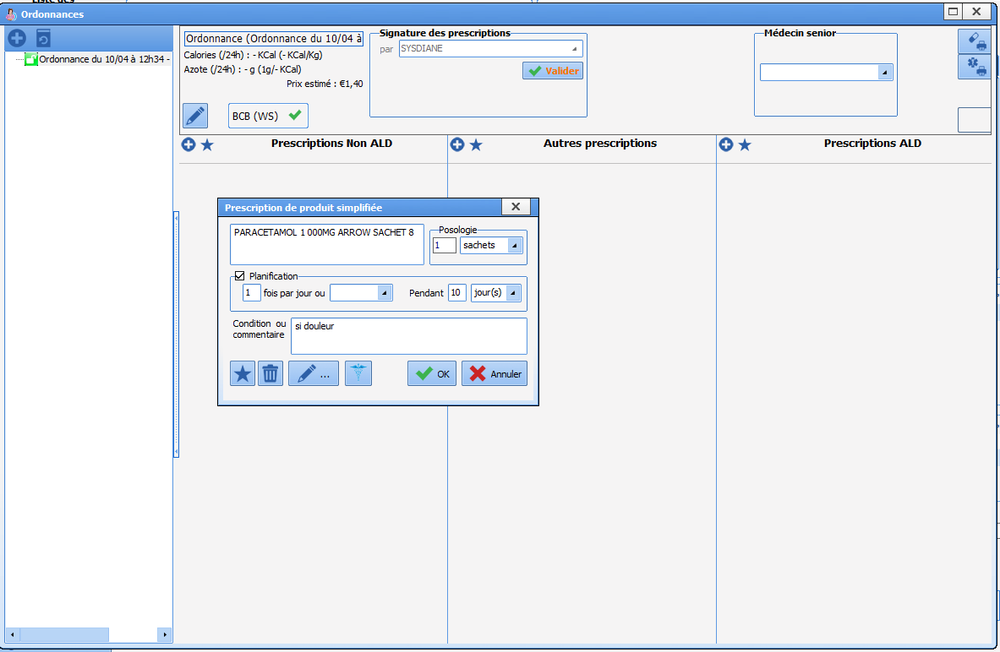 Liste des
Ordonnances
Ordonnance du 10/04 à 12h34 -
Ordonnance (Ordonnance du 10/04 à
Calories (/24h) : - KCal (- KCal/Kg)
Azote (/24h) : - g (1g/- KCal)
Prix estimé : €1,40
BCB (WS)
Signature des prescriptions
par SYSDIANE
Valider
Médecin senior
Prescriptions Non ALD
Autres prescriptions
Prescriptions ALD
Prescription de produit simplifiée
PARACETAMOL 1 000MG ARROW SACHET 8
Posologie
1 sachets
Planification
1 fois par jour ou
Pendant 10 jour(s)
Condition ou
commentaire
si douleur
...
OK
Annuler